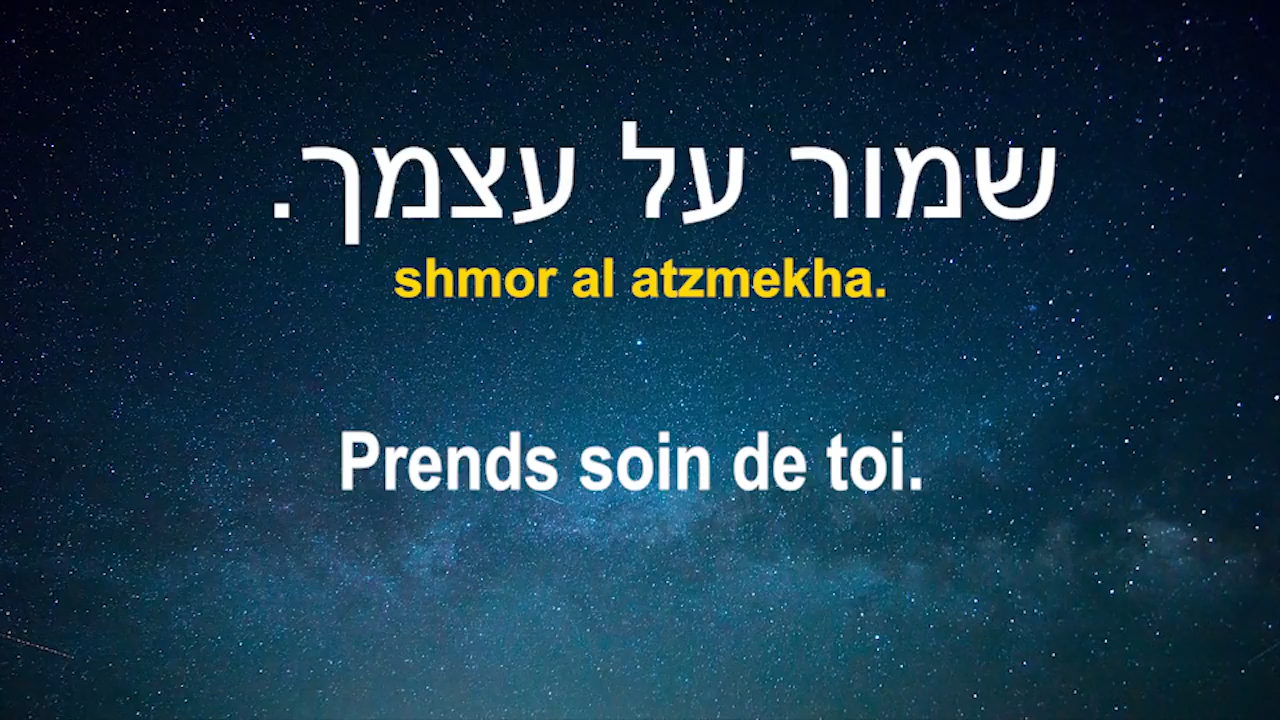 שמור על עצמך.
shmor al atzmekha.
Prends soin de toi.